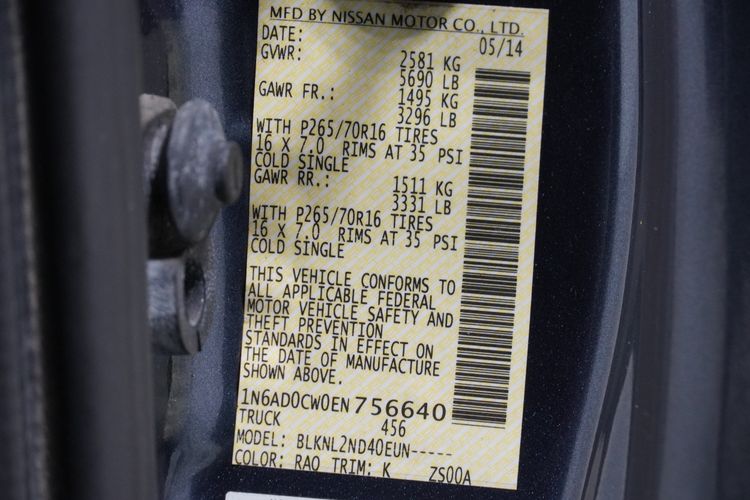 MFD BY NISSAN MOTOR CO., LTD.
DATE: 05/14
GVWR: 2581 KG
5690 LB
GAWR FR.: 1495 KG
3296 LB
WITH P265/70R16 TIRES
16 X 7.0 RIMS AT 35 PSI
COLD SINGLE
GAWR RR.: 1511 KG
3331 LB
WITH P265/70R16 TIRES
16 X 7.0 RIMS AT 35 PSI
COLD SINGLE
THIS VEHICLE CONFORMS TO
ALL APPLICABLE FEDERAL
MOTOR VEHICLE SAFETY AND
THEFT PREVENTION
STANDARDS IN EFFECT ON
THE DATE OF MANUFACTURE
SHOWN ABOVE.
1N6AD0CW0EN756640
TRUCK 456
MODEL: BLKNL2ND40EUN-----
COLOR: RAQ TRIM: K ZS00A